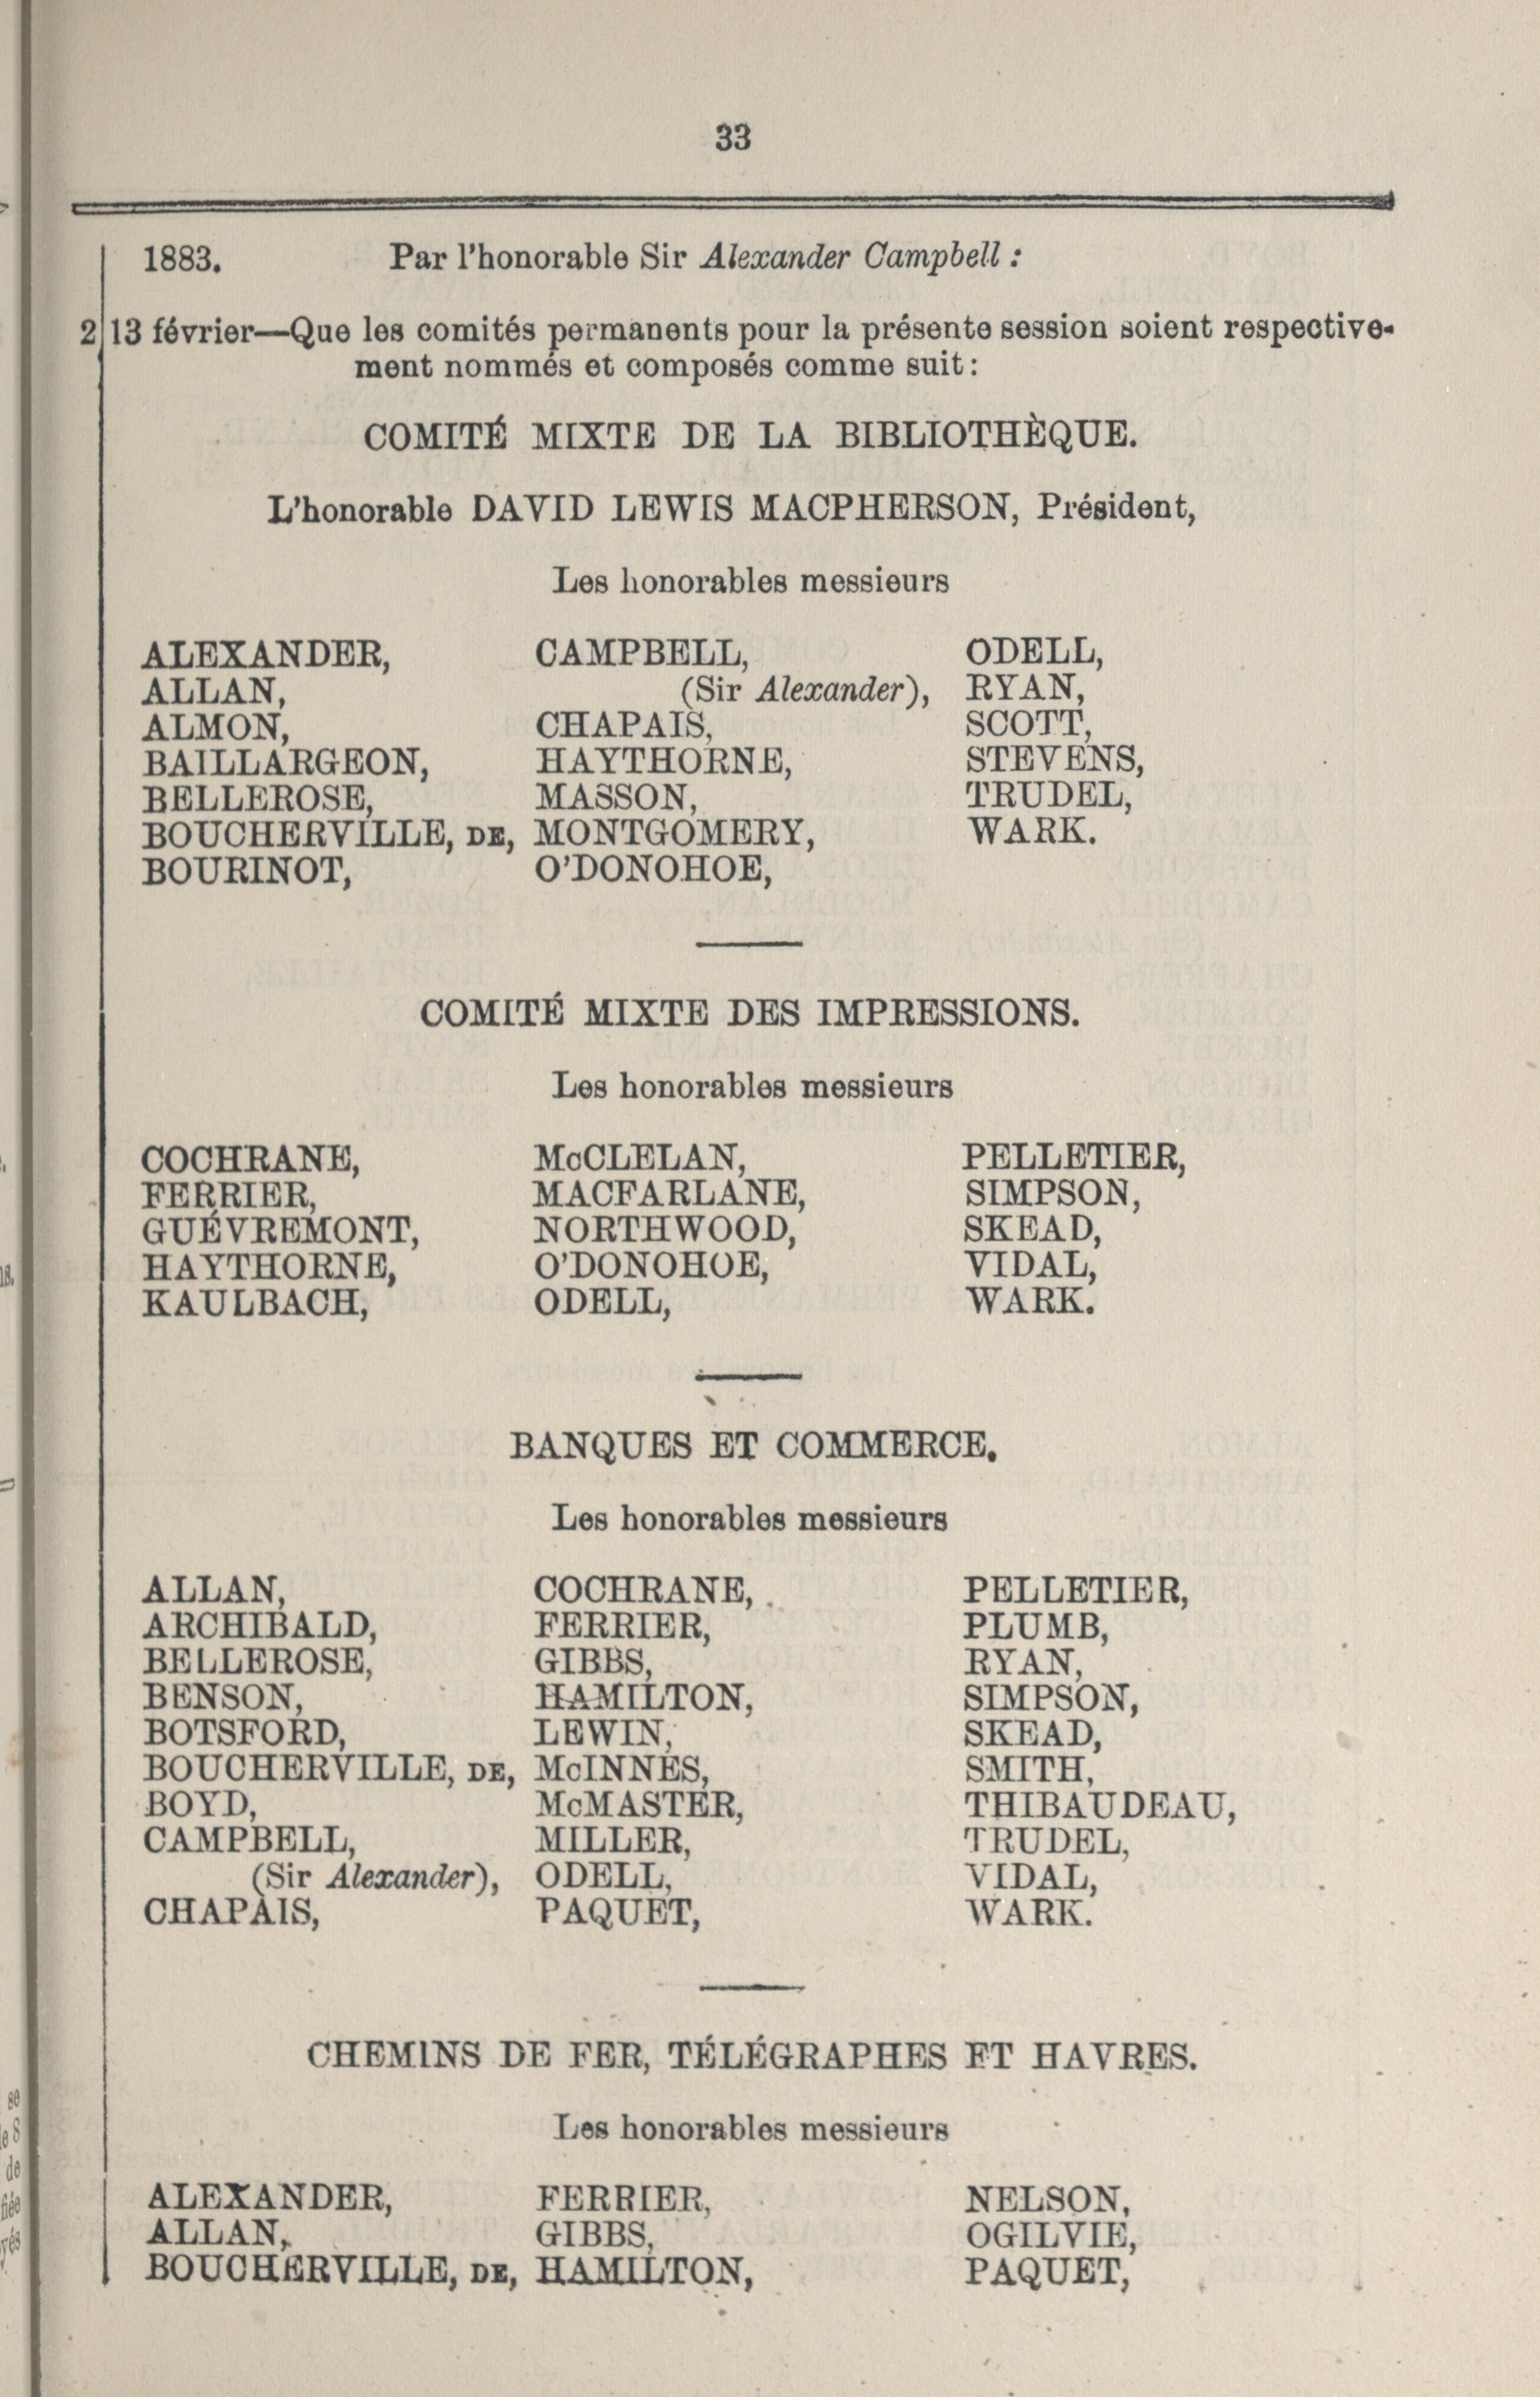 33
1883. Par l'honorable Sir Alexander Campbell :
2 13 février—Que les comités permanents pour la présente session soient respective-
ment nommés et composés comme suit :
COMITÉ MIXTE DE LA BIBLIOTHÈQUE.
L'honorable DAVID LEWIS MACPHERSON, Président,
Les honorables messieurs
ALEXANDER, CAMPBELL, ODELL,
ALLAN, (Sir Alexander), RYAN,
ALMON, CHAPAIS, SCOTT,
BAILLARGEON, HAYTHORNE, STEVENS,
BELLEROSE, MASSON, TRUDEL,
BOUCHERVILLE, DE, MONTGOMERY, WARK.
BOURINOT, O'DONOHOE,
COMITÉ MIXTE DES IMPRESSIONS.
Les honorables messieurs
COCHRANE, McCLELAN, PELLETIER,
FERRIER, MACFARLANE, SIMPSON,
GUÉVREMONT, NORTHWOOD, SKEAD,
HAYTHORNE, O'DONOHOE, VIDAL,
KAULBACH, ODELL, WARK.
BANQUES ET COMMERCE.
Les honorables messieurs
ALLAN, COCHRANE, PELLETIER,
ARCHIBALD, FERRIER, PLUMB,
BELLEROSE, GIBBS, RYAN,
BENSON, HAMILTON, SIMPSON,
BOTSFORD, LEWIN, SKEAD,
BOUCHERVILLE, DE, McINNES, SMITH,
BOYD, McMASTER, THIBAUDEAU,
CAMPBELL, MILLER, TRUDEL,
(Sir Alexander), ODELL, VIDAL,
CHAPAIS, PAQUET, WARK.
CHEMINS DE FER, TÉLÉGRAPHES ET HAVRES.
Les honorables messieurs
ALEXANDER, FERRIER, NELSON,
ALLAN, GIBBS, OGILVIE,
BOUCHERVILLE, DE, HAMILTON, PAQUET,